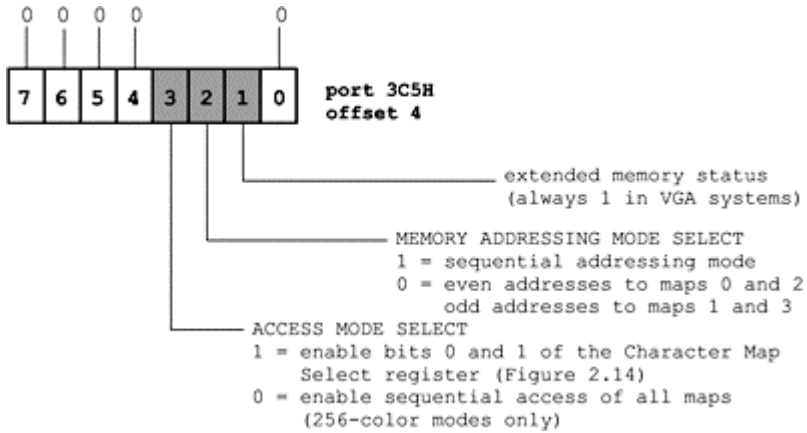 0 0 0 0 0
7 6 5 4 3 2 1 0
port 3C5H
offset 4
extended memory status
(always 1 in VGA systems)
MEMORY ADDRESSING MODE SELECT
1 = sequential addressing mode
0 = even addresses to maps 0 and 2
odd addresses to maps 1 and 3
ACCESS MODE SELECT
1 = enable bits 0 and 1 of the Character Map
Select register (Figure 2.14)
0 = enable sequential access of all maps
(256-color modes only)